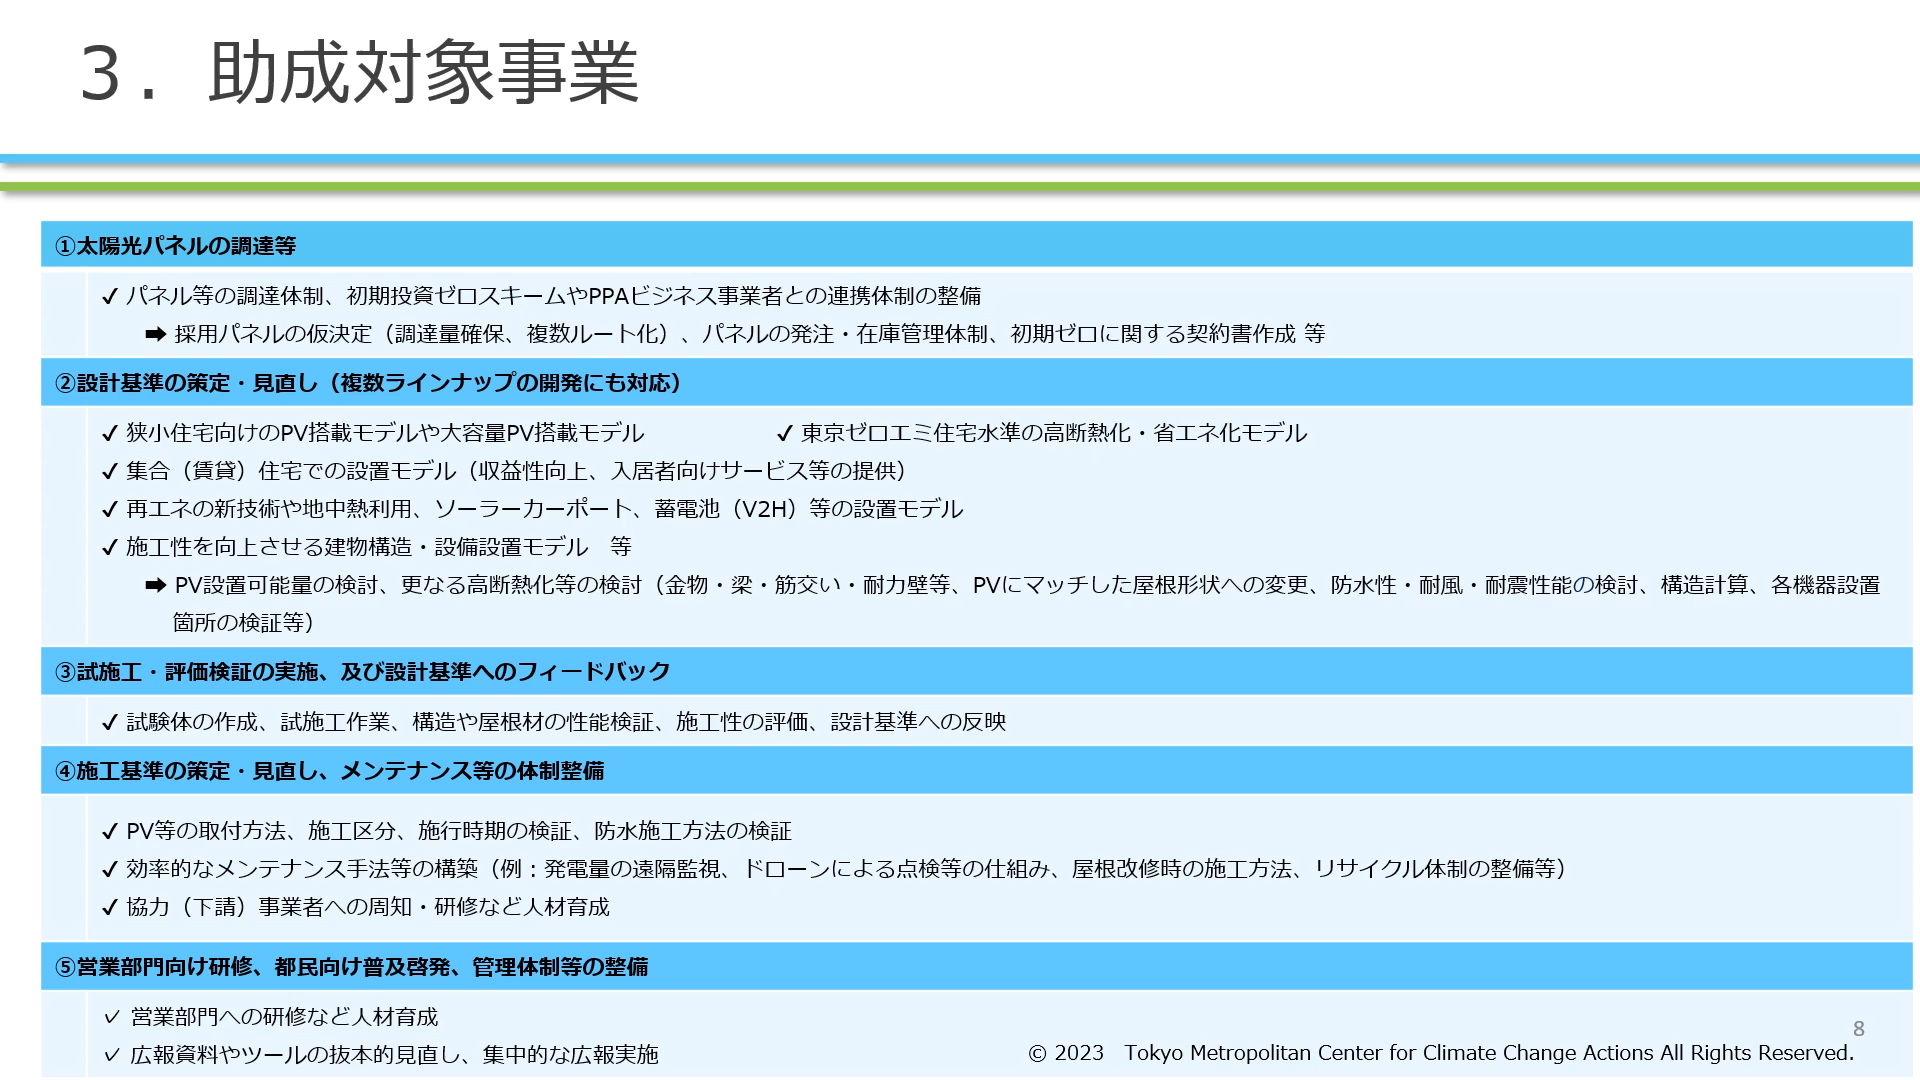 3．助成対象事業
①太陽光パネルの調達等
✓ パネル等の調達体制、初期投資ゼロスキームやPPAビジネス事業者との連携体制の整備
➡ 採用パネルの仮決定（調達量確保、複数ルート化）、パネルの発注・在庫管理体制、初期ゼロに関する契約書作成 等
②設計基準の策定・見直し（複数ラインナップの開発にも対応）
✓ 狭小住宅向けのPV搭載モデルや大容量PV搭載モデル ✓ 東京ゼロエミ住宅水準の高断熱化・省エネ化モデル
✓ 集合（賃貸）住宅での設置モデル（収益性向上、入居者向けサービス等の提供）
✓ 再エネの新技術や地中熱利用、ソーラーカーポート、蓄電池（V2H）等の設置モデル
✓ 施工性を向上させる建物構造・設備設置モデル　等
➡ PV設置可能量の検討、更なる高断熱化等の検討（金物・梁・筋交い・耐力壁等、PVにマッチした屋根形状への変更、防水性・耐風・耐震性能の検討、構造計算、各機器設置
箇所の検証等）
③試施工・評価検証の実施、及び設計基準へのフィードバック
✓ 試験体の作成、試施工作業、構造や屋根材の性能検証、施工性の評価、設計基準への反映
④施工基準の策定・見直し、メンテナンス等の体制整備
✓ PV等の取付方法、施工区分、施行時期の検証、防水施工方法の検証
✓ 効率的なメンテナンス手法等の構築（例：発電量の遠隔監視、ドローンによる点検等の仕組み、屋根改修時の施工方法、リサイクル体制の整備等）
✓ 協力（下請）事業者への周知・研修など人材育成
⑤営業部門向け研修、都民向け普及啓発、管理体制等の整備
✓ 営業部門への研修など人材育成
✓ 広報資料やツールの抜本的見直し、集中的な広報実施
8
© 2023　Tokyo Metropolitan Center for Climate Change Actions All Rights Reserved.